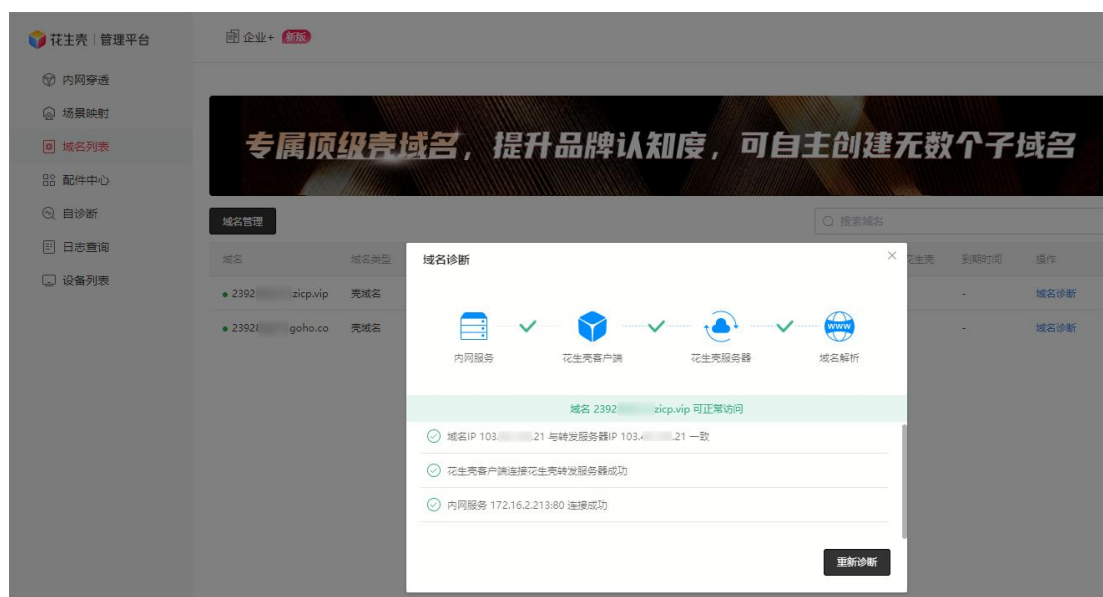 花生壳 管理平台
企业+ 新版
内网穿透
场景映射
域名列表
配件中心
自诊断
日志查询
设备列表
专属顶级壳域名，提升品牌认知度，可自主创建无数个子域名
域名管理
搜索域名
域名 域名类型 花生壳 到期时间 操作
2392 zicp.vip 壳域名 - 域名诊断
2392 goho.co 壳域名 - 域名诊断
域名诊断
WWW
内网服务 花生壳客户端 花生壳服务器 域名解析
域名 2392 zicp.vip 可正常访问
域名IP 103. 21 与转发服务器IP 103. .21 一致
花生壳客户端连接花生壳转发服务器成功
内网服务 172.16.2.213:80 连接成功
重新诊断